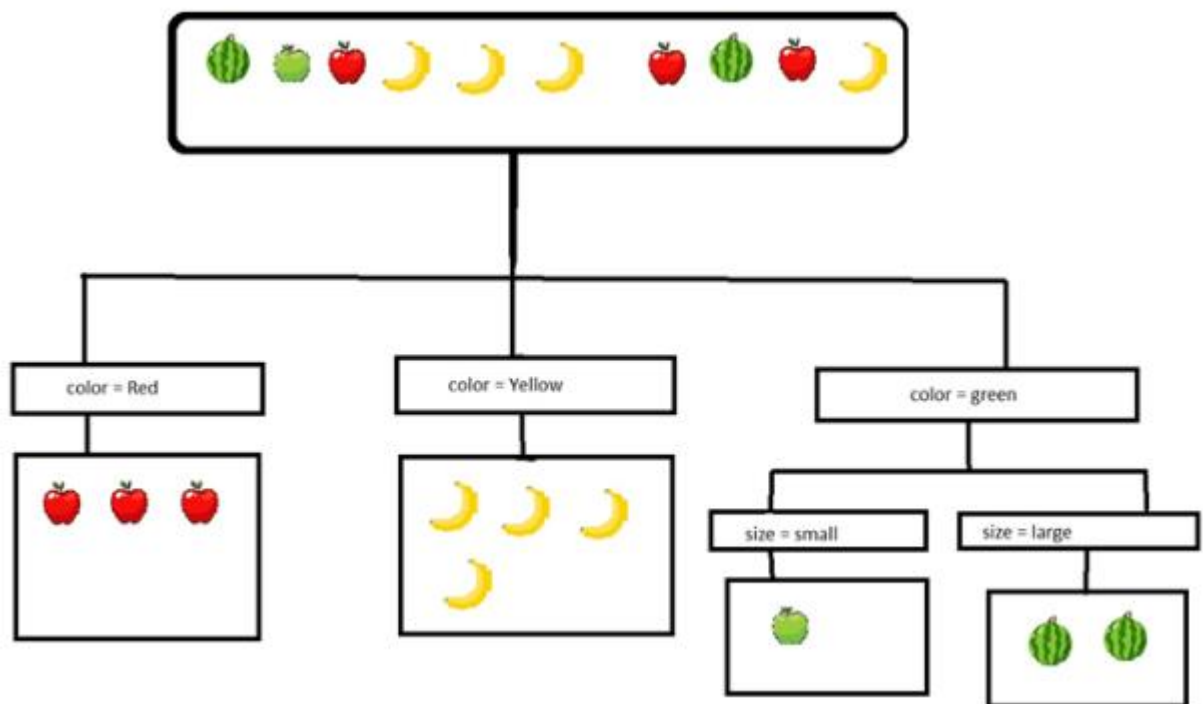 color = Red
color = Yellow
color = green
size = small
size = large